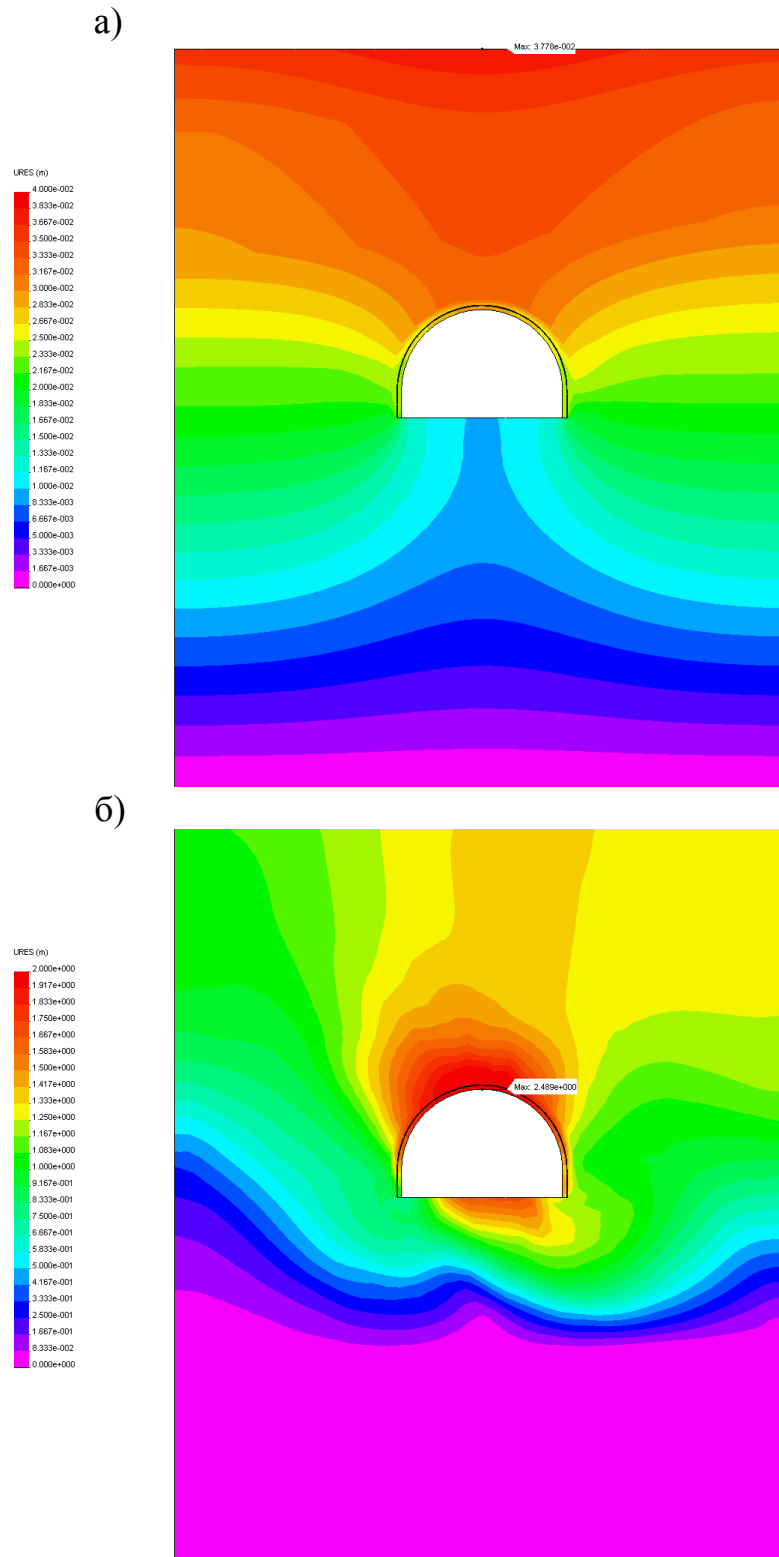 а)
Max: 3.778e-002
URES (m)
4.000e-002
3.833e-002
3.667e-002
3.500e-002
3.333e-002
3.167e-002
3.000e-002
2.833e-002
2.667e-002
2.500e-002
2.333e-002
2.167e-002
2.000e-002
1.833e-002
1.667e-002
1.500e-002
1.333e-002
1.167e-002
1.000e-002
8.333e-003
6.667e-003
5.000e-003
3.333e-003
1.667e-003
0.000e+000
б)
URES (m)
2.000e+000
1.917e+000
1.833e+000
1.750e+000
1.667e+000
1.583e+000
1.500e+000
1.417e+000
1.333e+000
1.250e+000
1.167e+000
1.083e+000
1.000e+000
9.167e-001
8.333e-001
7.500e-001
6.667e-001
5.833e-001
5.000e-001
4.167e-001
3.333e-001
2.500e-001
1.667e-001
8.333e-002
0.000e+000
Max: 2.489e+000